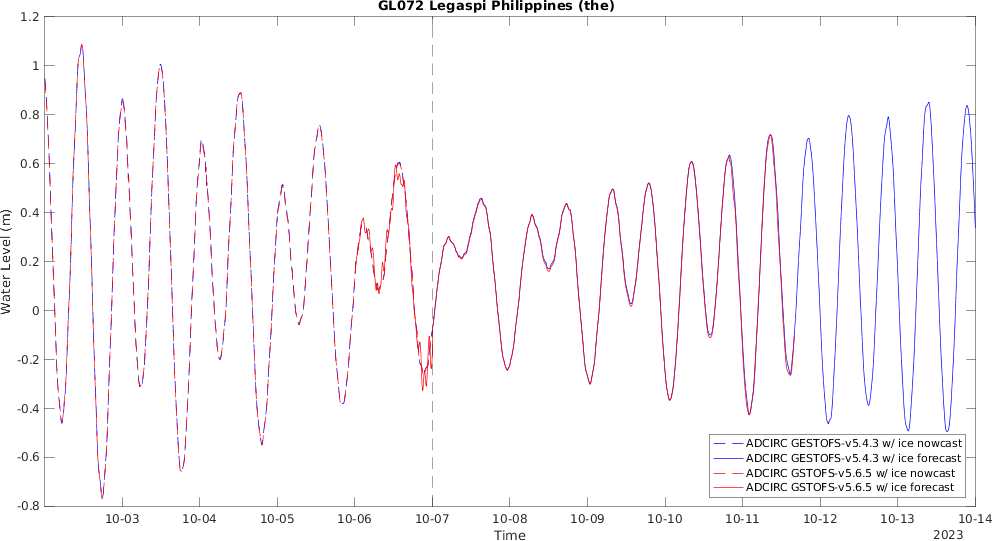 GL072 Legaspi Philippines (the)
1.2
1
0.8
0.6
0.4
0.2
0
-0.2
-0.4
-0.6
-0.8
Water Level (m)
ADCIRC GESTOFS-v5.4.3 w/ ice nowcast
ADCIRC GESTOFS-v5.4.3 w/ ice forecast
ADCIRC GSTOFS-v5.6.5 w/ ice nowcast
ADCIRC GSTOFS-v5.6.5 w/ ice forecast
10-03 10-04 10-05 10-06 10-07 10-08 10-09 10-10 10-11 10-12 10-13 10-14
Time
2023